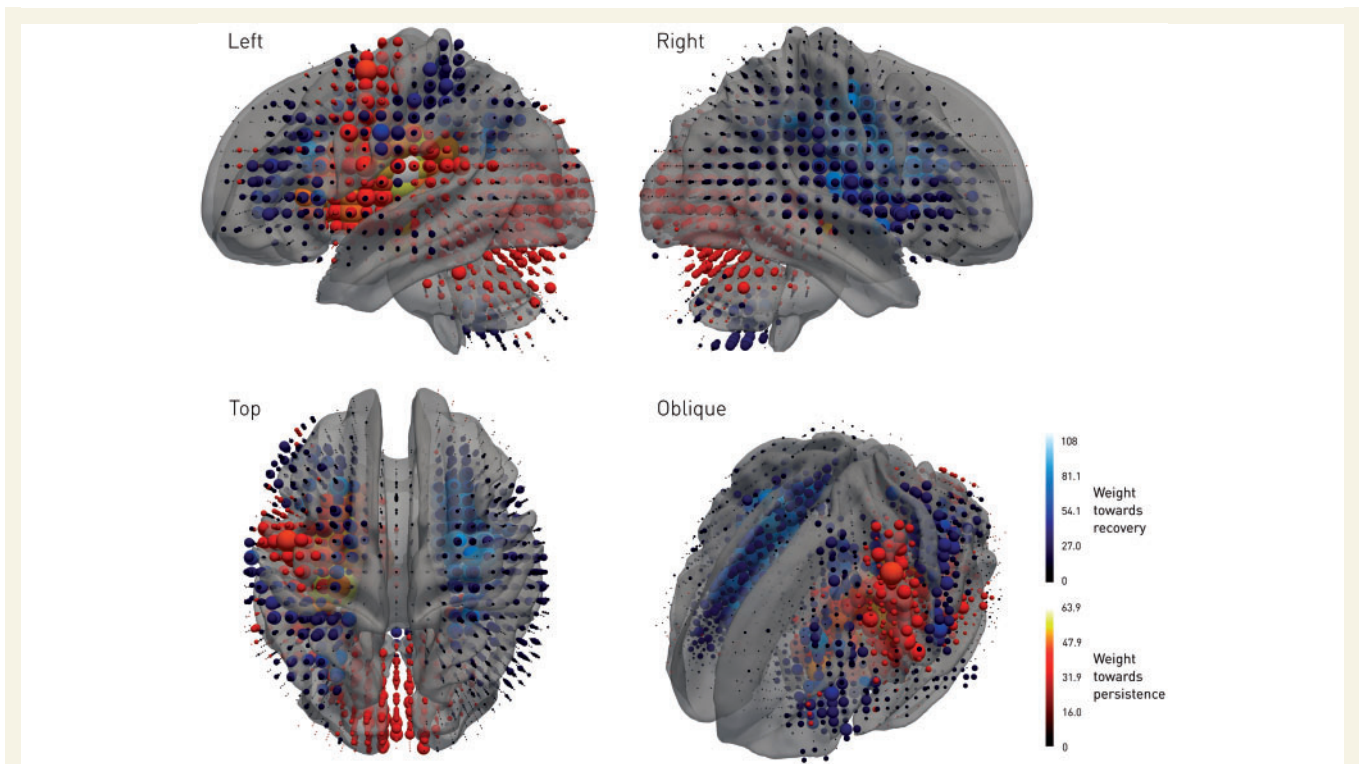 Left
Right
Top
Oblique
108
81.1
54.1
27.0
0
Weight
towards
recovery
63.9
47.9
31.9
16.0
0
Weight
towards
persistence